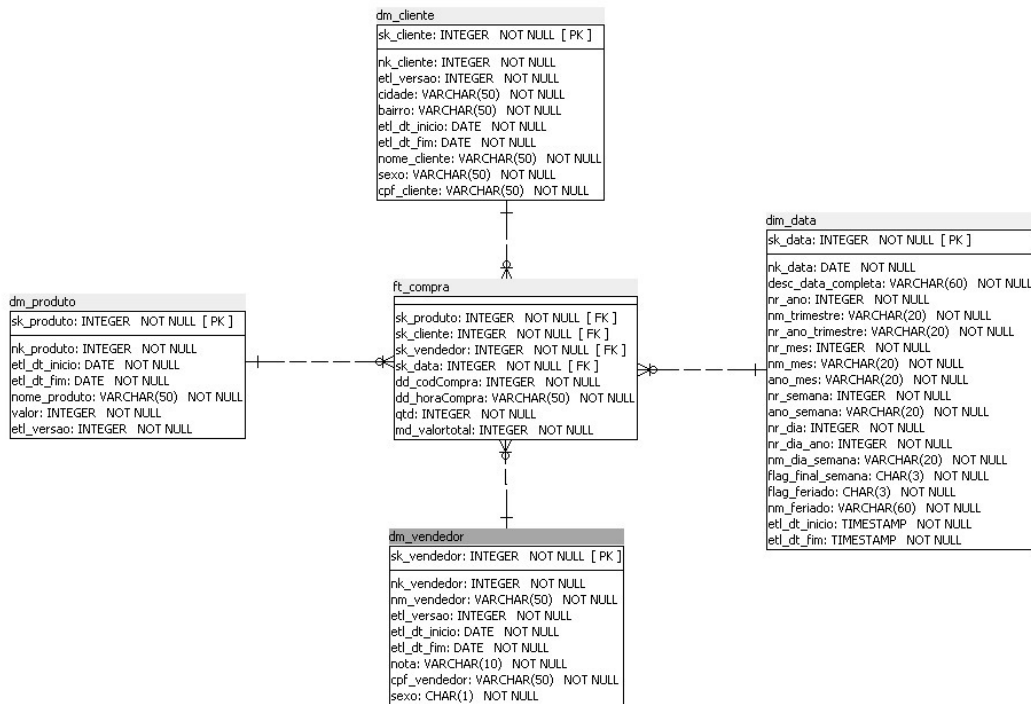 dm_cliente
sk_cliente: INTEGER NOT NULL [ PK ]
nk_cliente: INTEGER NOT NULL
etl_versao: INTEGER NOT NULL
cidade: VARCHAR(50) NOT NULL
bairro: VARCHAR(50) NOT NULL
etl_dt_inicio: DATE NOT NULL
etl_dt_fim: DATE NOT NULL
nome_cliente: VARCHAR(50) NOT NULL
sexo: VARCHAR(50) NOT NULL
cpf_cliente: VARCHAR(50) NOT NULL
dm_produto
sk_produto: INTEGER NOT NULL [ PK ]
nk_produto: INTEGER NOT NULL
etl_dt_inicio: DATE NOT NULL
etl_dt_fim: DATE NOT NULL
nome_produto: VARCHAR(50) NOT NULL
valor: INTEGER NOT NULL
etl_versao: INTEGER NOT NULL
ft_compra
sk_produto: INTEGER NOT NULL [ FK ]
sk_cliente: INTEGER NOT NULL [ FK ]
sk_vendedor: INTEGER NOT NULL [ FK ]
sk_data: INTEGER NOT NULL [ FK ]
dd_codCompra: INTEGER NOT NULL
dd_horaCompra: VARCHAR(50) NOT NULL
qtd: INTEGER NOT NULL
md_valortotal: INTEGER NOT NULL
dim_data
sk_data: INTEGER NOT NULL [ PK ]
nk_data: DATE NOT NULL
desc_data_completa: VARCHAR(60) NOT NULL
nr_ano: INTEGER NOT NULL
nm_trimestre: VARCHAR(20) NOT NULL
nr_ano_trimestre: VARCHAR(20) NOT NULL
nr_mes: INTEGER NOT NULL
nm_mes: VARCHAR(20) NOT NULL
ano_mes: VARCHAR(20) NOT NULL
nr_semana: INTEGER NOT NULL
ano_semana: VARCHAR(20) NOT NULL
nr_dia: INTEGER NOT NULL
nr_dia_ano: INTEGER NOT NULL
nm_dia_semana: VARCHAR(20) NOT NULL
flag_final_semana: CHAR(3) NOT NULL
flag_feriado: CHAR(3) NOT NULL
nm_feriado: VARCHAR(60) NOT NULL
etl_dt_inicio: TIMESTAMP NOT NULL
etl_dt_fim: TIMESTAMP NOT NULL
dm_vendedor
sk_vendedor: INTEGER NOT NULL [ PK ]
nk_vendedor: INTEGER NOT NULL
nm_vendedor: VARCHAR(50) NOT NULL
etl_versao: INTEGER NOT NULL
etl_dt_inicio: DATE NOT NULL
etl_dt_fim: DATE NOT NULL
nota: VARCHAR(10) NOT NULL
cpf_vendedor: VARCHAR(50) NOT NULL
sexo: CHAR(1) NOT NULL